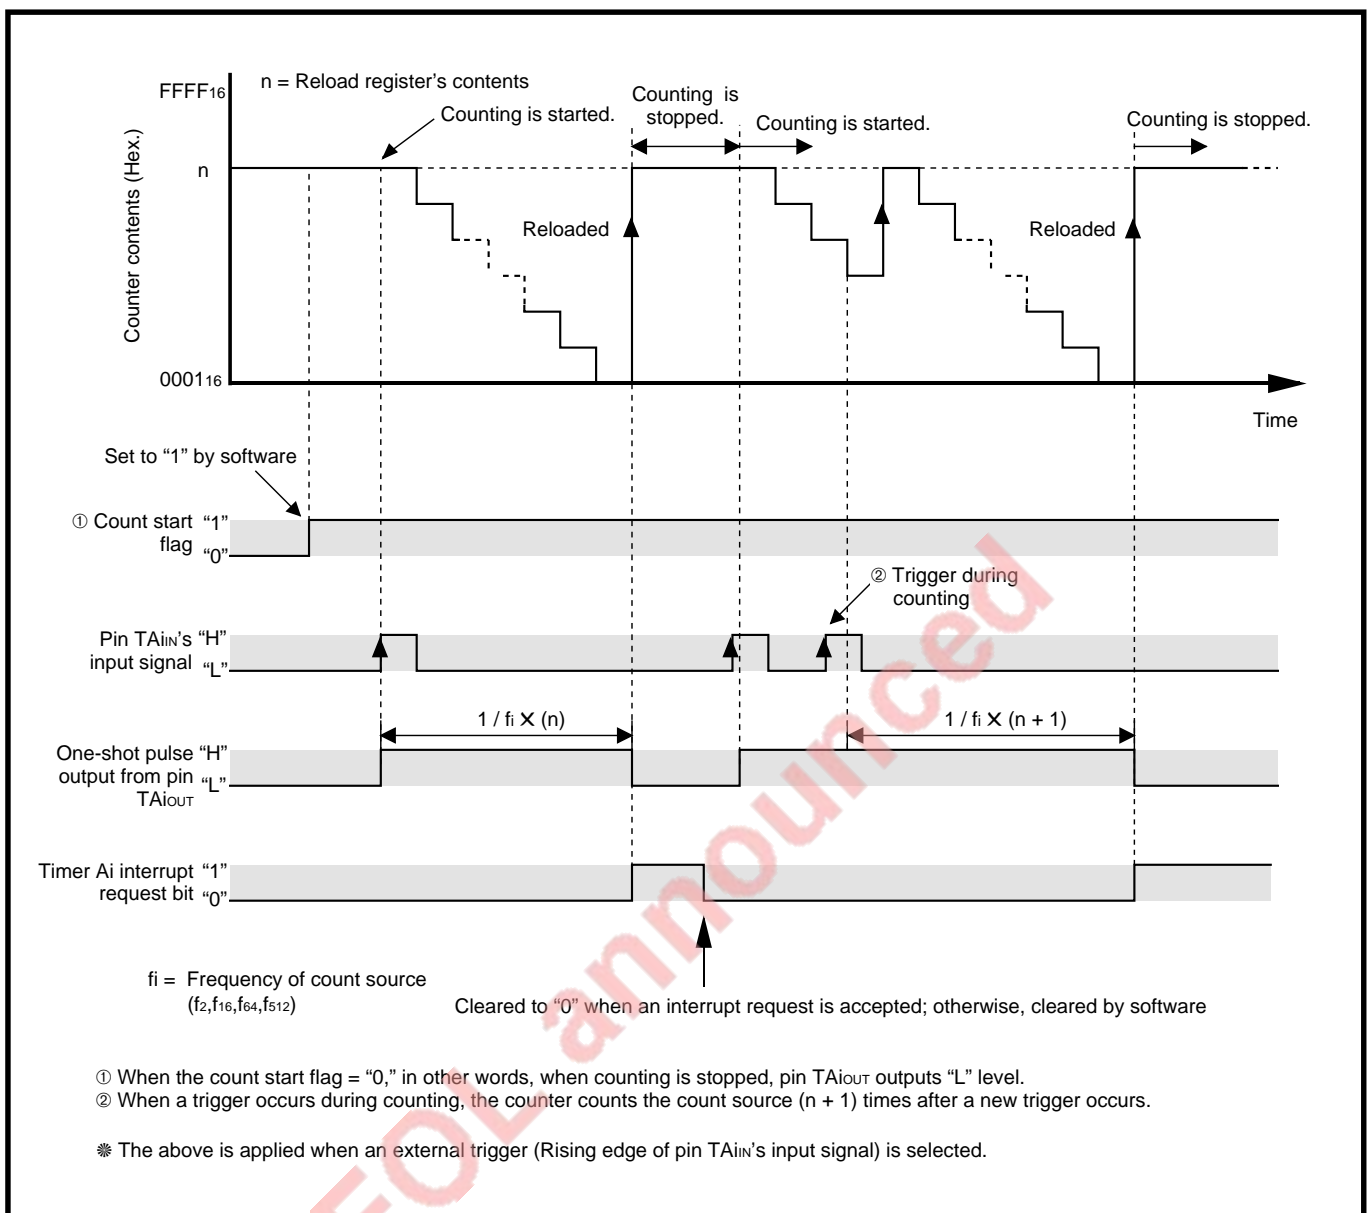 n = Reload register's contents
FFFF16
Counting is started.
Counting is
stopped.
Counting is started.
Counting is stopped.
n
Counter contents (Hex.)
Reloaded
Reloaded
000116
Time
Set to “1” by software
① Count start “1”
flag “0”
② Trigger during
counting
Pin TAiIN's “H”
input signal “L”
1 / fi × (n)
1 / fi × (n + 1)
One-shot pulse “H”
output from pin “L”
TAiOUT
Timer Ai interrupt “1”
request bit “0”
fi = Frequency of count source
(f2,f16,f64,f512)
Cleared to “0” when an interrupt request is accepted; otherwise, cleared by software
① When the count start flag = “0,” in other words, when counting is stopped, pin TAiOUT outputs “L” level.
② When a trigger occurs during counting, the counter counts the count source (n + 1) times after a new trigger occurs.
❋ The above is applied when an external trigger (Rising edge of pin TAiIN's input signal) is selected.
EOL announced